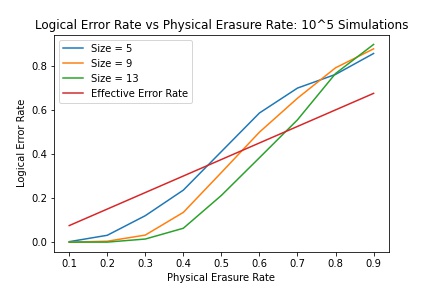 Logical Error Rate vs Physical Erasure Rate: 10^5 Simulations
Size = 5
Size = 9
Size = 13
Effective Error Rate
Logical Error Rate
0.8
0.6
0.4
0.2
0.0
0.1 0.2 0.3 0.4 0.5 0.6 0.7 0.8 0.9
Physical Erasure Rate